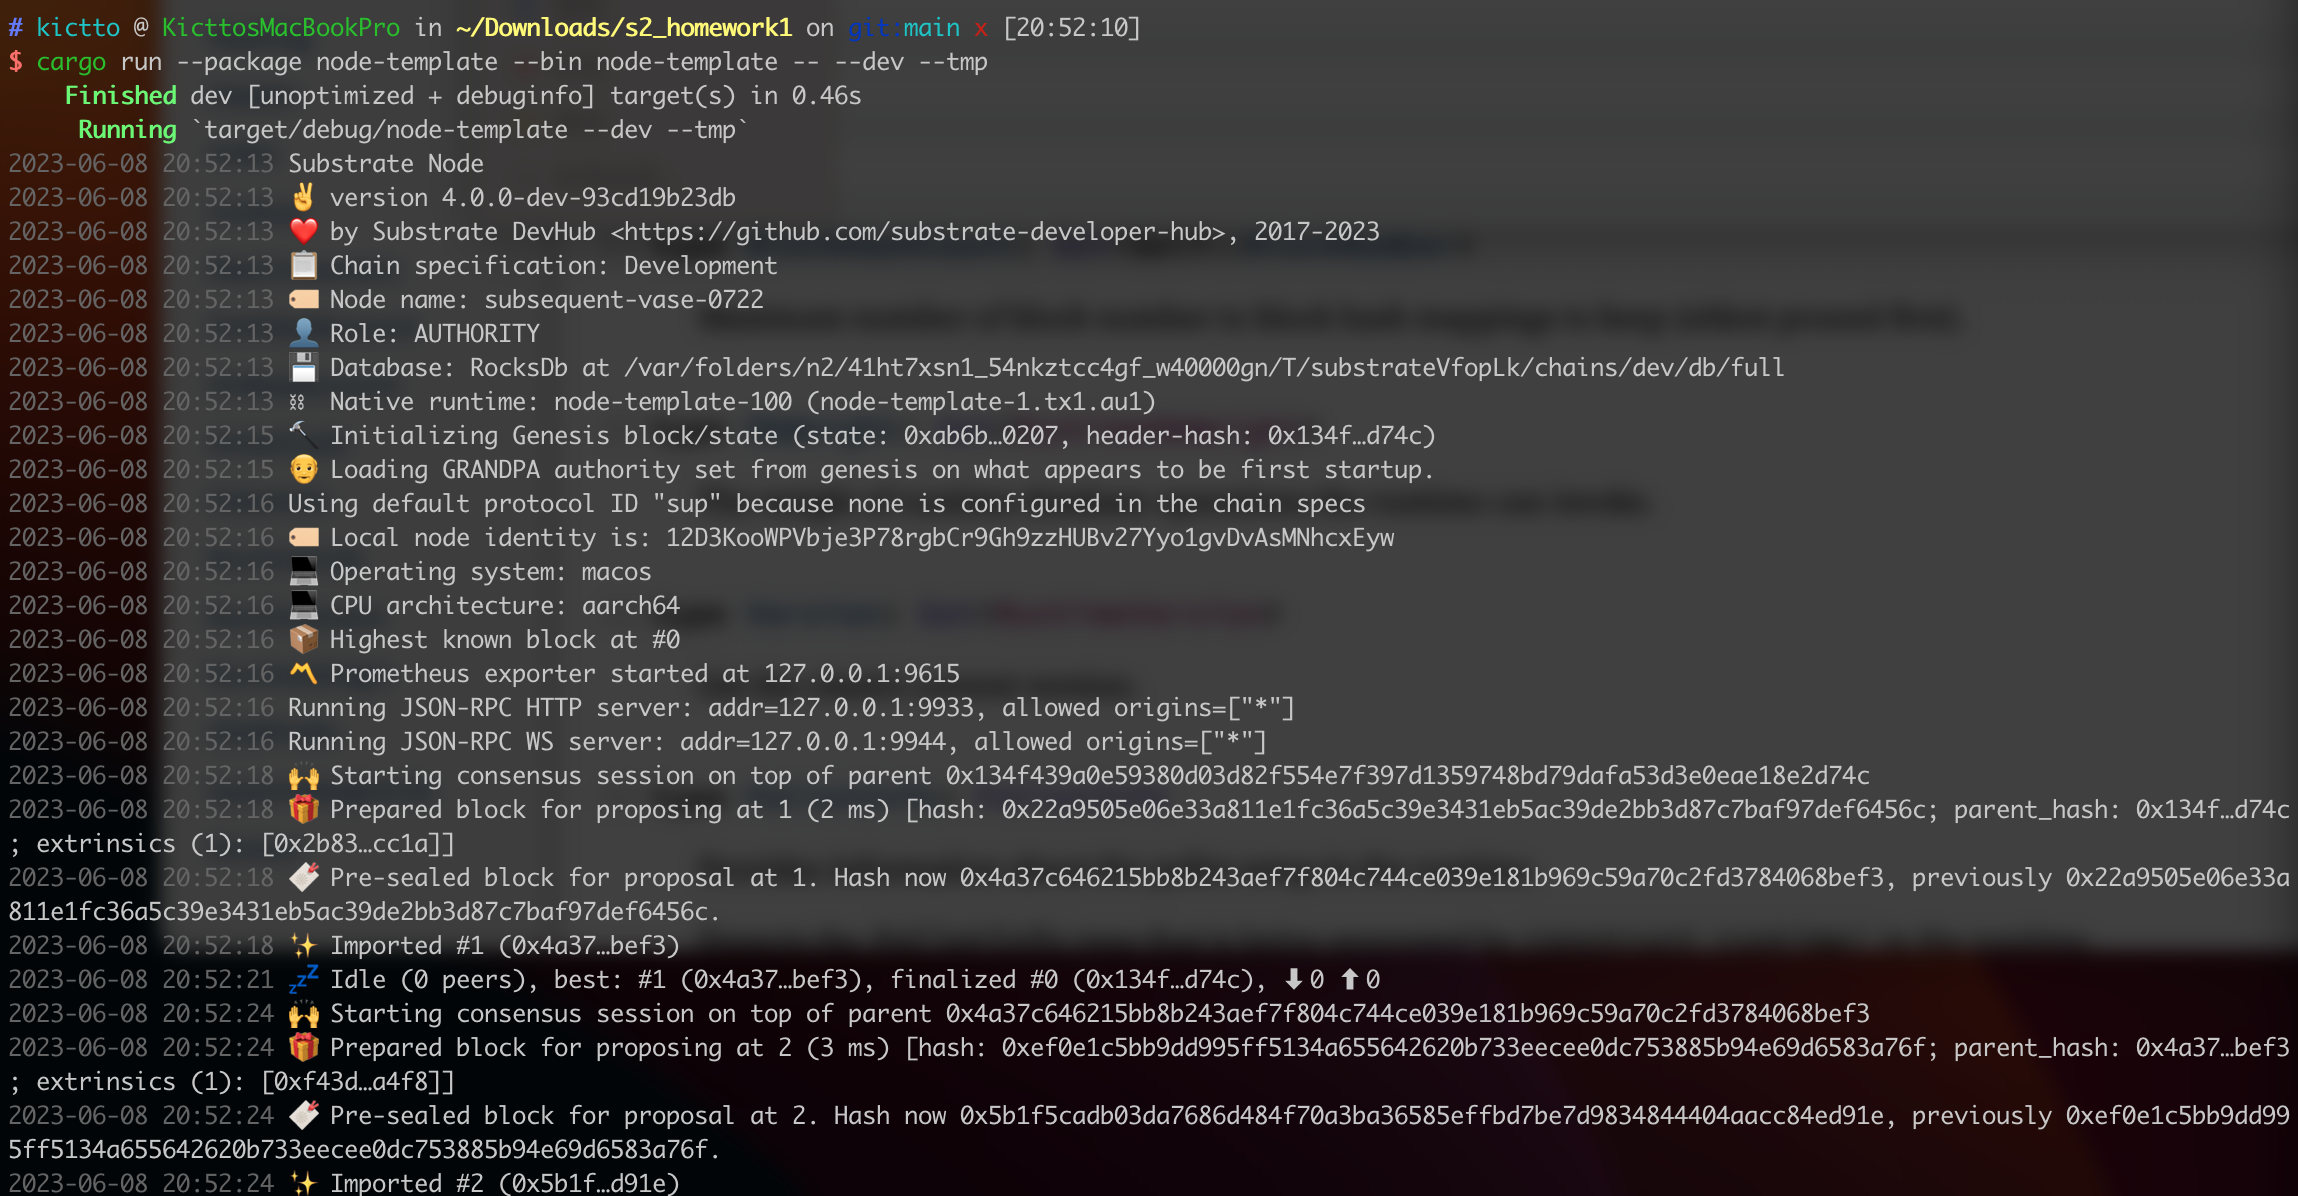 # kictto @ KicttosMacBookPro in ~/Downloads/s2_homework1 on git:main x [20:52:10]
$ cargo run --package node-template --bin node-template -- --dev --tmp
    Finished dev [unoptimized + debuginfo] target(s) in 0.46s
     Running `target/debug/node-template --dev --tmp`
2023-06-08 20:52:13 Substrate Node
2023-06-08 20:52:13 ✌️ version 4.0.0-dev-93cd19b23db
2023-06-08 20:52:13 ❤️ by Substrate DevHub <https://github.com/substrate-developer-hub>, 2017-2023
2023-06-08 20:52:13 📋 Chain specification: Development
2023-06-08 20:52:13 🏷 Node name: subsequent-vase-0722
2023-06-08 20:52:13 👤 Role: AUTHORITY
2023-06-08 20:52:13 💾 Database: RocksDb at /var/folders/n2/41ht7xsn1_54nkztcc4gf_w40000gn/T/substrateVfopLk/chains/dev/db/full
2023-06-08 20:52:13 ⛓ Native runtime: node-template-100 (node-template-1.tx1.au1)
2023-06-08 20:52:15 🔨 Initializing Genesis block/state (state: 0xab6b…0207, header-hash: 0x134f…d74c)
2023-06-08 20:52:15 👴 Loading GRANDPA authority set from genesis on what appears to be first startup.
2023-06-08 20:52:16 Using default protocol ID "sup" because none is configured in the chain specs
2023-06-08 20:52:16 🏷 Local node identity is: 12D3KooWPVbje3P78rgbCr9Gh9zzHUBv27Yyo1gvDvAsMNhcxEyw
2023-06-08 20:52:16 💻 Operating system: macos
2023-06-08 20:52:16 💻 CPU architecture: aarch64
2023-06-08 20:52:16 📦 Highest known block at #0
2023-06-08 20:52:16 〽️ Prometheus exporter started at 127.0.0.1:9615
2023-06-08 20:52:16 Running JSON-RPC HTTP server: addr=127.0.0.1:9933, allowed origins=["*"]
2023-06-08 20:52:16 Running JSON-RPC WS server: addr=127.0.0.1:9944, allowed origins=["*"]
2023-06-08 20:52:18 🙌 Starting consensus session on top of parent 0x134f439a0e59380d03d82f554e7f397d1359748bd79dafa53d3e0eae18e2d74c
2023-06-08 20:52:18 🎁 Prepared block for proposing at 1 (2 ms) [hash: 0x22a9505e06e33a811e1fc36a5c39e3431eb5ac39de2bb3d87c7baf97def6456c; parent_hash: 0x134f…d74c
; extrinsics (1): [0x2b83…cc1a]]
2023-06-08 20:52:18 🔖 Pre-sealed block for proposal at 1. Hash now 0x4a37c646215bb8b243aef7f804c744ce039e181b969c59a70c2fd3784068bef3, previously 0x22a9505e06e33a
811e1fc36a5c39e3431eb5ac39de2bb3d87c7baf97def6456c.
2023-06-08 20:52:18 ✨ Imported #1 (0x4a37…bef3)
2023-06-08 20:52:21 💤 Idle (0 peers), best: #1 (0x4a37…bef3), finalized #0 (0x134f…d74c), ⬇ 0 ⬆ 0
2023-06-08 20:52:24 🙌 Starting consensus session on top of parent 0x4a37c646215bb8b243aef7f804c744ce039e181b969c59a70c2fd3784068bef3
2023-06-08 20:52:24 🎁 Prepared block for proposing at 2 (3 ms) [hash: 0xef0e1c5bb9dd995ff5134a655642620b733eecee0dc753885b94e69d6583a76f; parent_hash: 0x4a37…bef3
; extrinsics (1): [0xf43d…a4f8]]
2023-06-08 20:52:24 🔖 Pre-sealed block for proposal at 2. Hash now 0x5b1f5cadb03da7686d484f70a3ba36585effbd7be7d9834844404aacc84ed91e, previously 0xef0e1c5bb9dd99
5ff5134a655642620b733eecee0dc753885b94e69d6583a76f.
2023-06-08 20:52:24 ✨ Imported #2 (0x5b1f…d91e)